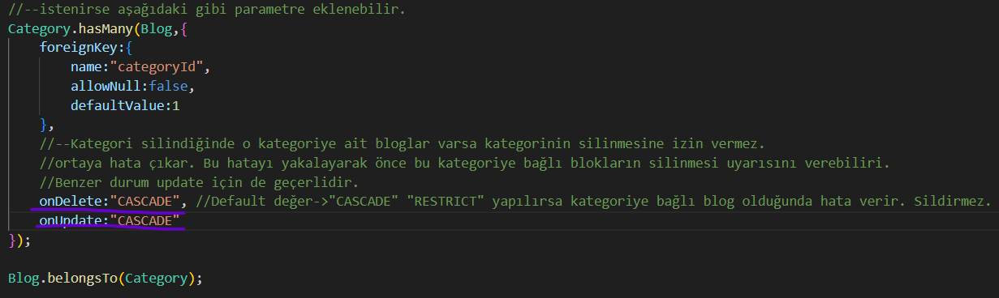 //--istenirse aşağıdaki gibi parametre eklenebilir.
Category.hasMany(Blog,{
    foreignKey:{
        name:"categoryId",
        allowNull:false,
        defaultValue:1
    },
    //--Kategori silindiğinde o kategoriye ait bloglar varsa kategorinin silinmesine izin vermez.
    //ortaya hata çıkar. Bu hatayı yakalayarak önce bu kategoriye bağlı blokların silinmesi uyarısını verebiliri.
    //Benzer durum update için de geçerlidir.
    onDelete:"CASCADE", //Default değer->"CASCADE" "RESTRICT" yapılırsa kategoriye bağlı blog olduğunda hata verir. Sildirmez.
    onUpdate:"CASCADE"
});
Blog.belongsTo(Category);